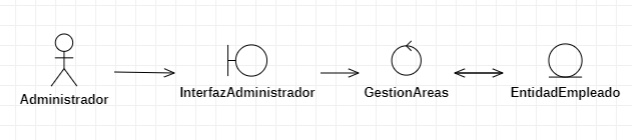 Administrador
InterfazAdministrador
GestionAreas
EntidadEmpleado